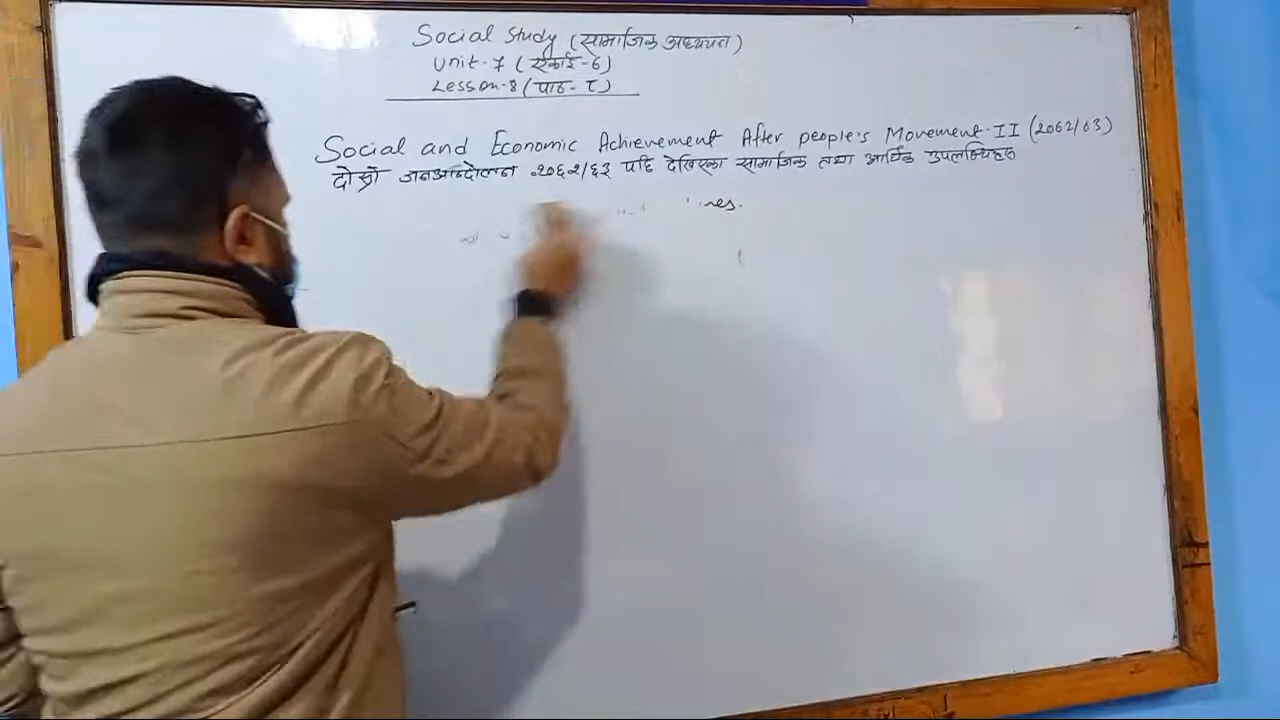 Social Study (सामाजिक अध्ययन)
Unit-7 (एकाई-6)
Lesson-8 (पाठ-८)
Social and Economic Achievement After people's Movement-II (2062/63)
दोस्रो जनआन्दोलन २०६२/६३ पछि देखिएका सामाजिक तथा आर्थिक उपलब्धिहरु